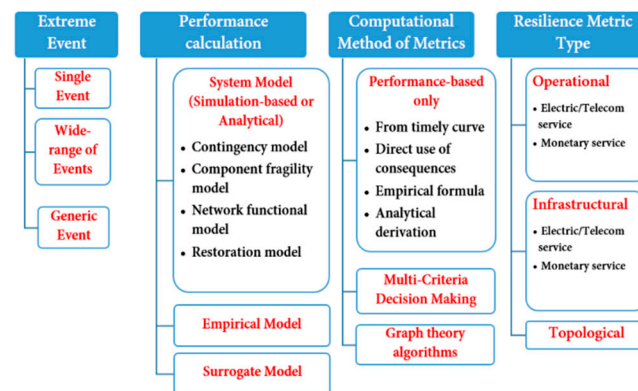 Extreme
Event
Single
Event
Wide-
range of
Events
Generic
Event
Performance
calculation
System Model
(Simulation-based or
Analytical)
• Contingency model
• Component fragility
model
• Network functional
model
• Restoration model
Empirical Model
Surrogate Model
Computational
Method of Metrics
Performance-based
only
• From timely curve
• Direct use of
consequences
• Empirical formula
• Analytical
derivation
Multi-Criteria
Decision Making
Graph theory
algorithms
Resilience Metric
Type
Operational
• Electric/Telecom
service
• Monetary service
Infrastructural
• Electric/Telecom
service
• Monetary service
Topological